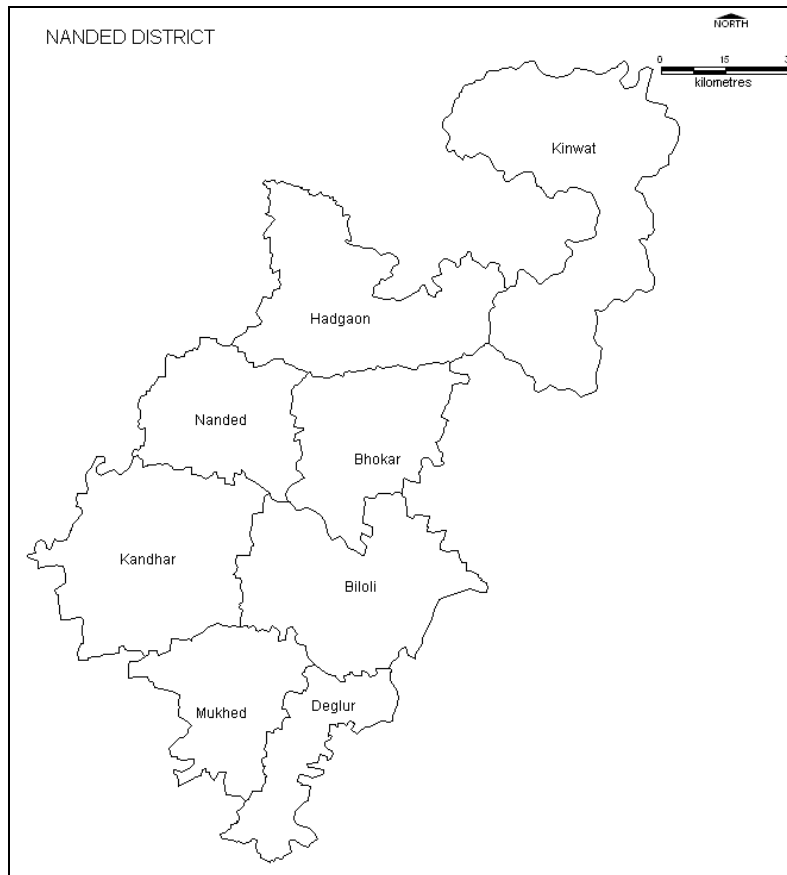 NANDED DISTRICT
NORTH
0 15
kilometres
Kinwat
Hadgaon
Nanded
Bhokar
Kandhar
Biloli
Mukhed
Deglur